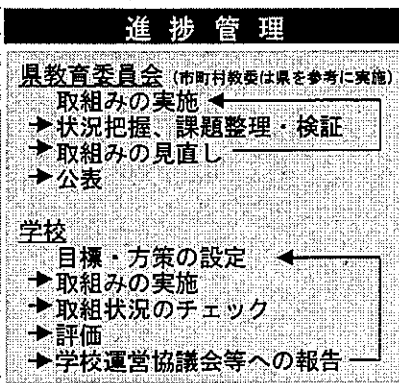 進捗管理
県教育委員会（市町村教委は県を参考に実施）
取組みの実施
➔状況把握、課題整理・検証
➔取組みの見直し
➔公表
学校
目標・方策の設定
➔取組みの実施
➔取組状況のチェック
➔評価
➔学校運営協議会等への報告